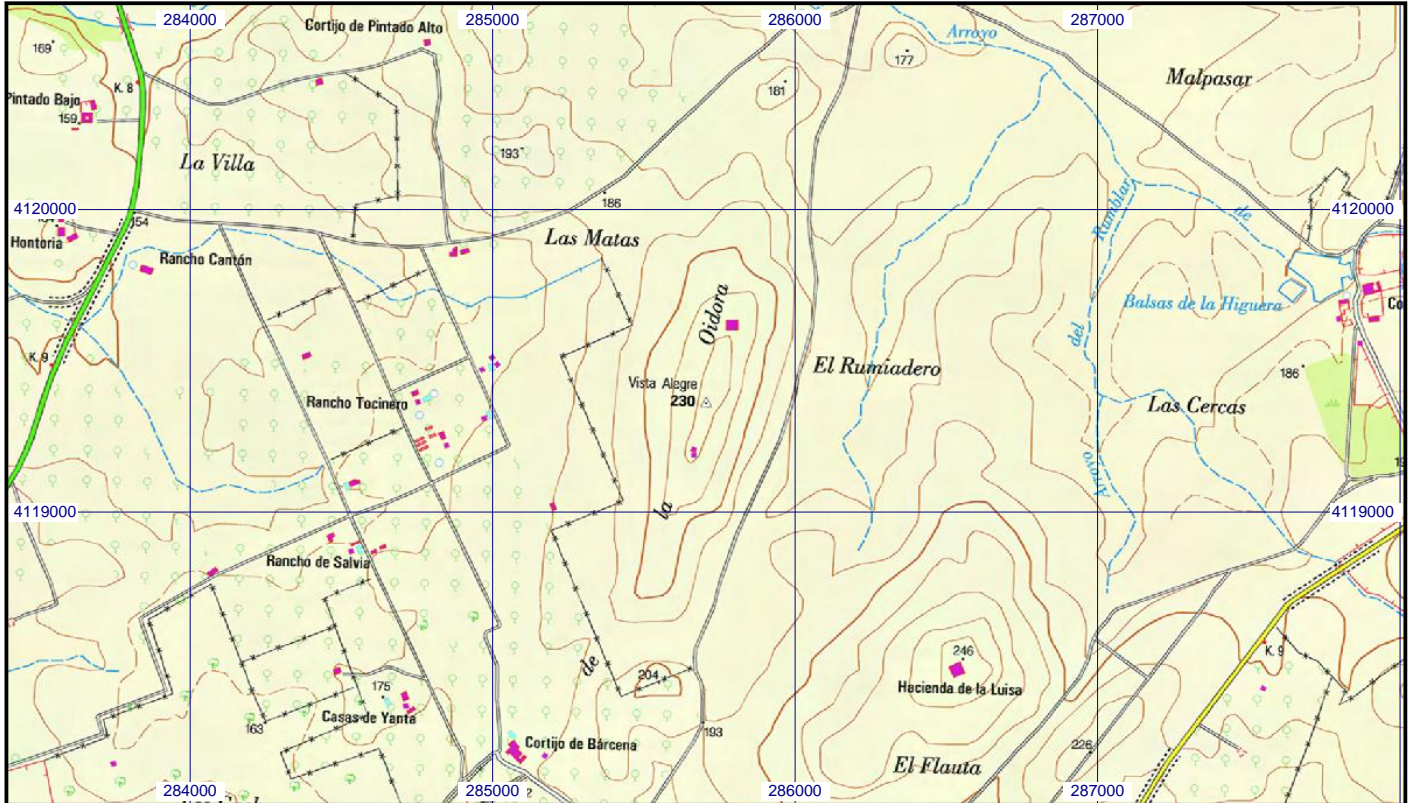 284000
285000
286000
287000
Cortijo de Pintado Alto
Arroyo
169
177
Malpasar
K. 8
181
Pintado Bajo
159
La Villa
193
Ramblar
186
4120000
de
4120000
154
Hontoria
Las Matas
Rancho Cantón
Balsas de la Higuera
Co
Oidora
del
K. 9
El Rumiadero
186
Vista Alegre
230
Rancho Tocinero
Las Cercas
Arroyo
4119000
la
4119000
Rancho de Salvia
246
K. 9
de
204
175
Hacienda de la Luisa
Casas de Yanta
163
193
Cortijo de Bárcena
226
El Flauta
284000
285000
286000
287000